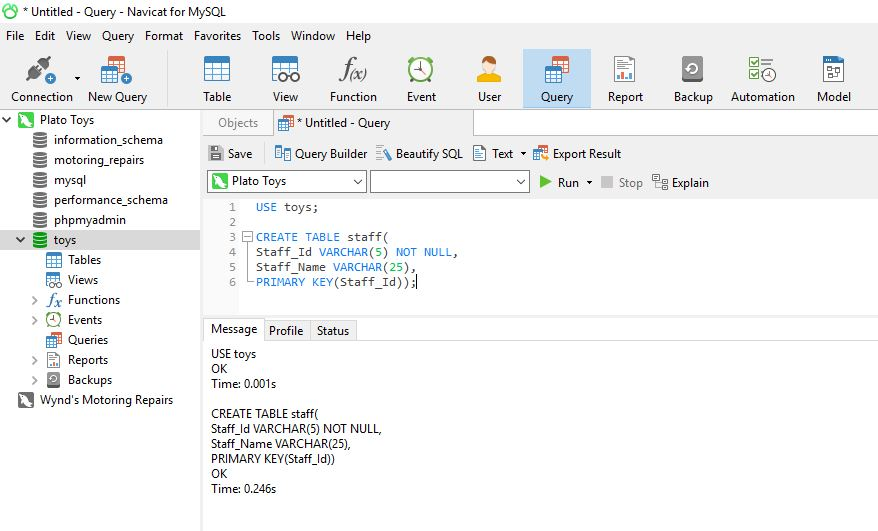 * Untitled - Query - Navicat for MySQL
File Edit View Query Format Favorites Tools Window Help
Connection New Query Table View Function Event User Query Report Backup Automation Model
f(x)
Plato Toys
information_schema
motoring_repairs
mysql
performance_schema
phpmyadmin
toys
Tables
Views
fx Functions
Events
Queries
Reports
Backups
Wynd's Motoring Repairs
Objects * Untitled - Query
Save Query Builder Beautify SQL Text Export Result
Plato Toys Run Stop Explain
1 USE toys;
2
3 CREATE TABLE staff(
4 Staff_Id VARCHAR(5) NOT NULL,
5 Staff_Name VARCHAR(25),
6 PRIMARY KEY(Staff_Id));
Message Profile Status
USE toys
OK
Time: 0.001s
CREATE TABLE staff(
Staff_Id VARCHAR(5) NOT NULL,
Staff_Name VARCHAR(25),
PRIMARY KEY(Staff_Id))
OK
Time: 0.246s